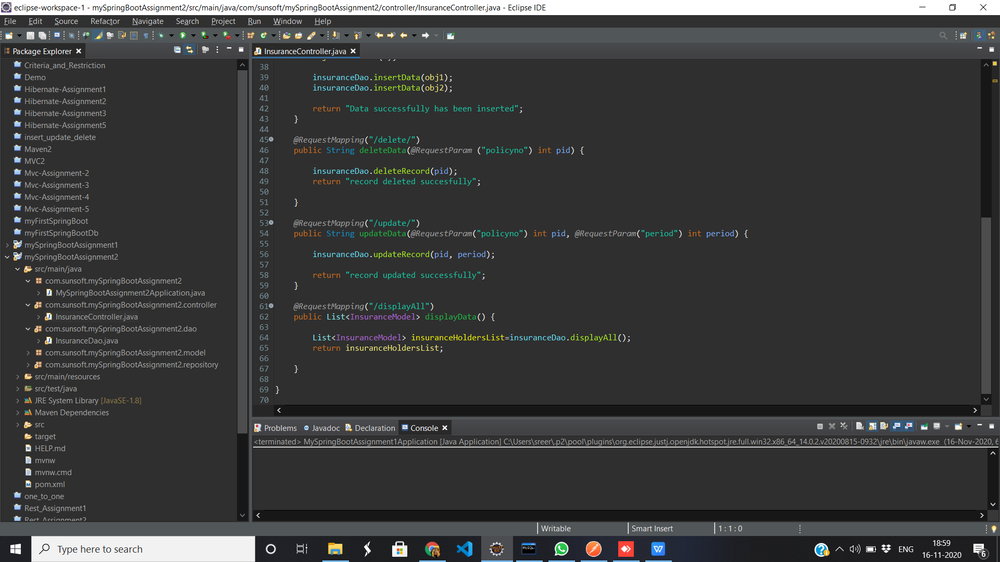 eclipse-workspace-1 - mySpringBootAssignment2/src/main/java/com/sunsoft/mySpringBootAssignment2/controller/InsuranceController.java - Eclipse IDE
File Edit Source Refactor Navigate Search Project Run Window Help
Package Explorer
Criteria_and_Restriction
Demo
Hibernate-Assignment1
Hibernate-Assignment2
Hibernate-Assignment3
Hibernate-Assignment5
insert_update_delete
Maven2
MVC2
Mvc-Assignment-2
Mvc-Assignment-3
Mvc-Assignment-4
Mvc-Assignment-5
myFirstSpringBoot
myFirstSpringBootDb
mySpringBootAssignment1
mySpringBootAssignment2
src/main/java
com.sunsoft.mySpringBootAssignment2
MySpringBootAssignment2Application.java
com.sunsoft.mySpringBootAssignment2.controller
InsuranceController.java
com.sunsoft.mySpringBootAssignment2.dao
InsuranceDao.java
com.sunsoft.mySpringBootAssignment2.model
com.sunsoft.mySpringBootAssignment2.repository
src/main/resources
src/test/java
JRE System Library [JavaSE-1.8]
Maven Dependencies
src
target
HELP.md
mvnw
mvnw.cmd
pom.xml
one_to_one
Rest_Assignment1
Rest_Assignment2
InsuranceController.java
38
39 insuranceDao.insertData(obj1);
40 insuranceDao.insertData(obj2);
41
42 return "Data successfully has been inserted";
43 }
44
45 @RequestMapping("/delete/")
46 public String deleteData(@RequestParam ("policyno") int pid) {
47
48 insuranceDao.deleteRecord(pid);
49 return "record deleted succesfully";
50
51 }
52
53 @RequestMapping("/update/")
54 public String updateData(@RequestParam("policyno") int pid, @RequestParam("period") int period) {
55
56 insuranceDao.updateRecord(pid, period);
57
58 return "record updated successfully";
59 }
60
61 @RequestMapping("/displayAll")
62 public List<InsuranceModel> displayData() {
63
64 List<InsuranceModel> insuranceHoldersList=insuranceDao.displayAll();
65 return insuranceHoldersList;
66
67 }
68
69 }
70
Problems Javadoc Declaration Console
<terminated> MySpringBootAssignment1Application [Java Application] C:\Users\sreer\.p2\pool\plugins\org.eclipse.justj.openjdk.hotspot.jre.full.win32.x86_64_14.0.2.v20200815-0932\jre\bin\javaw.exe (16-Nov-2020, 6
Writable Smart Insert 1 : 1 : 0
Type here to search
ENG
18:59
16-11-2020
6